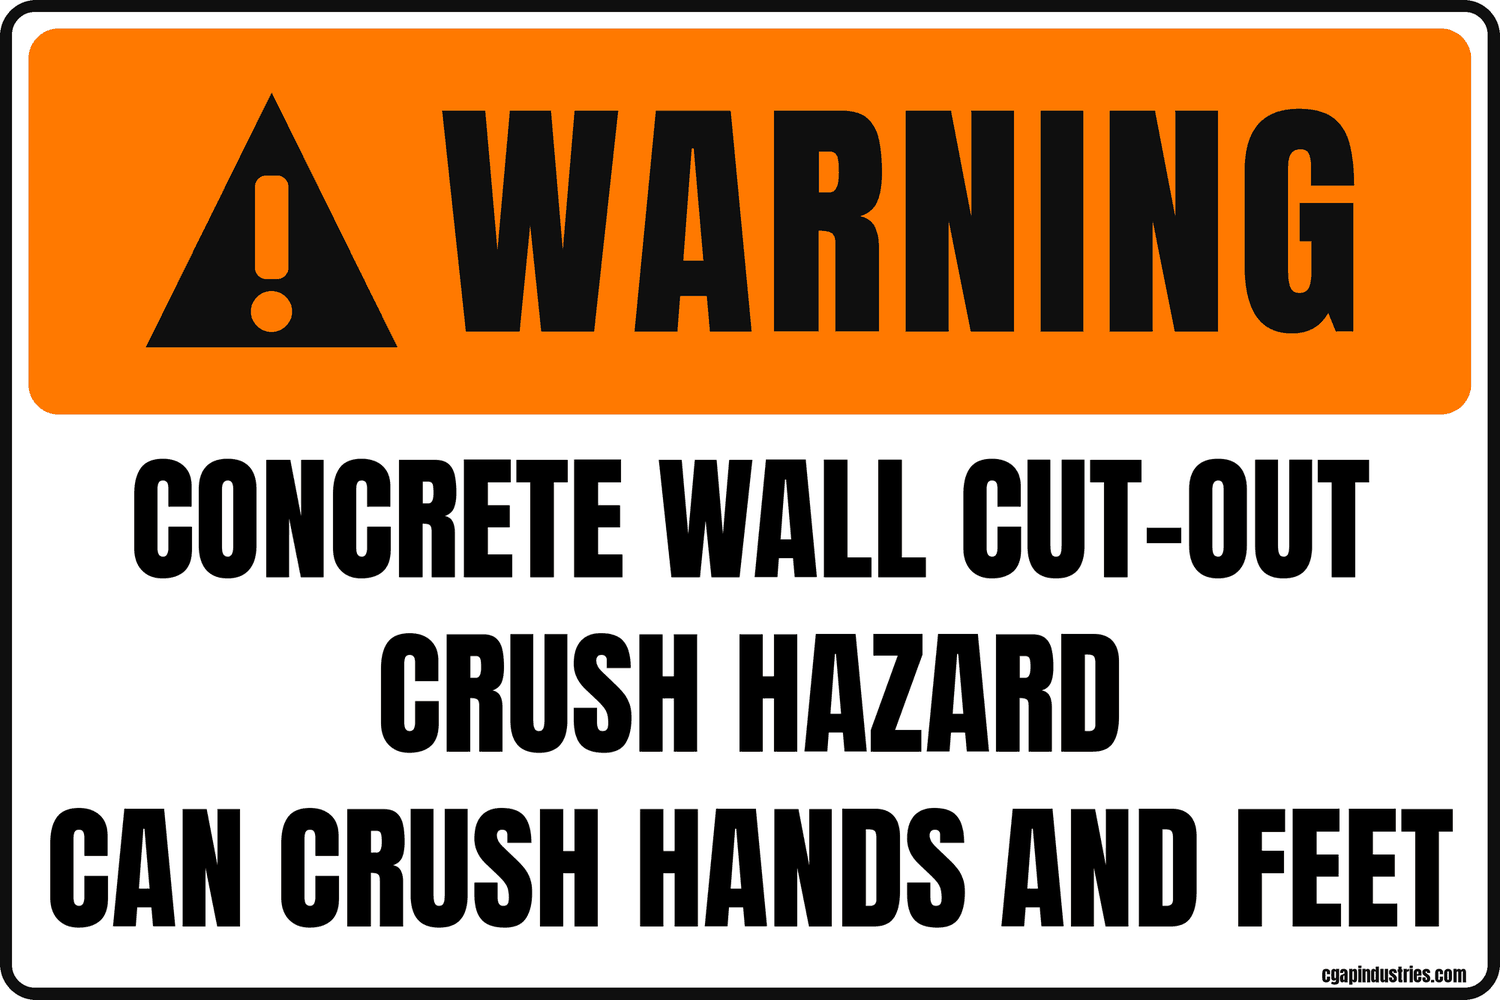 WARNING
CONCRETE WALL CUT-OUT
CRUSH HAZARD
CAN CRUSH HANDS AND FEET
cgapindustries.com